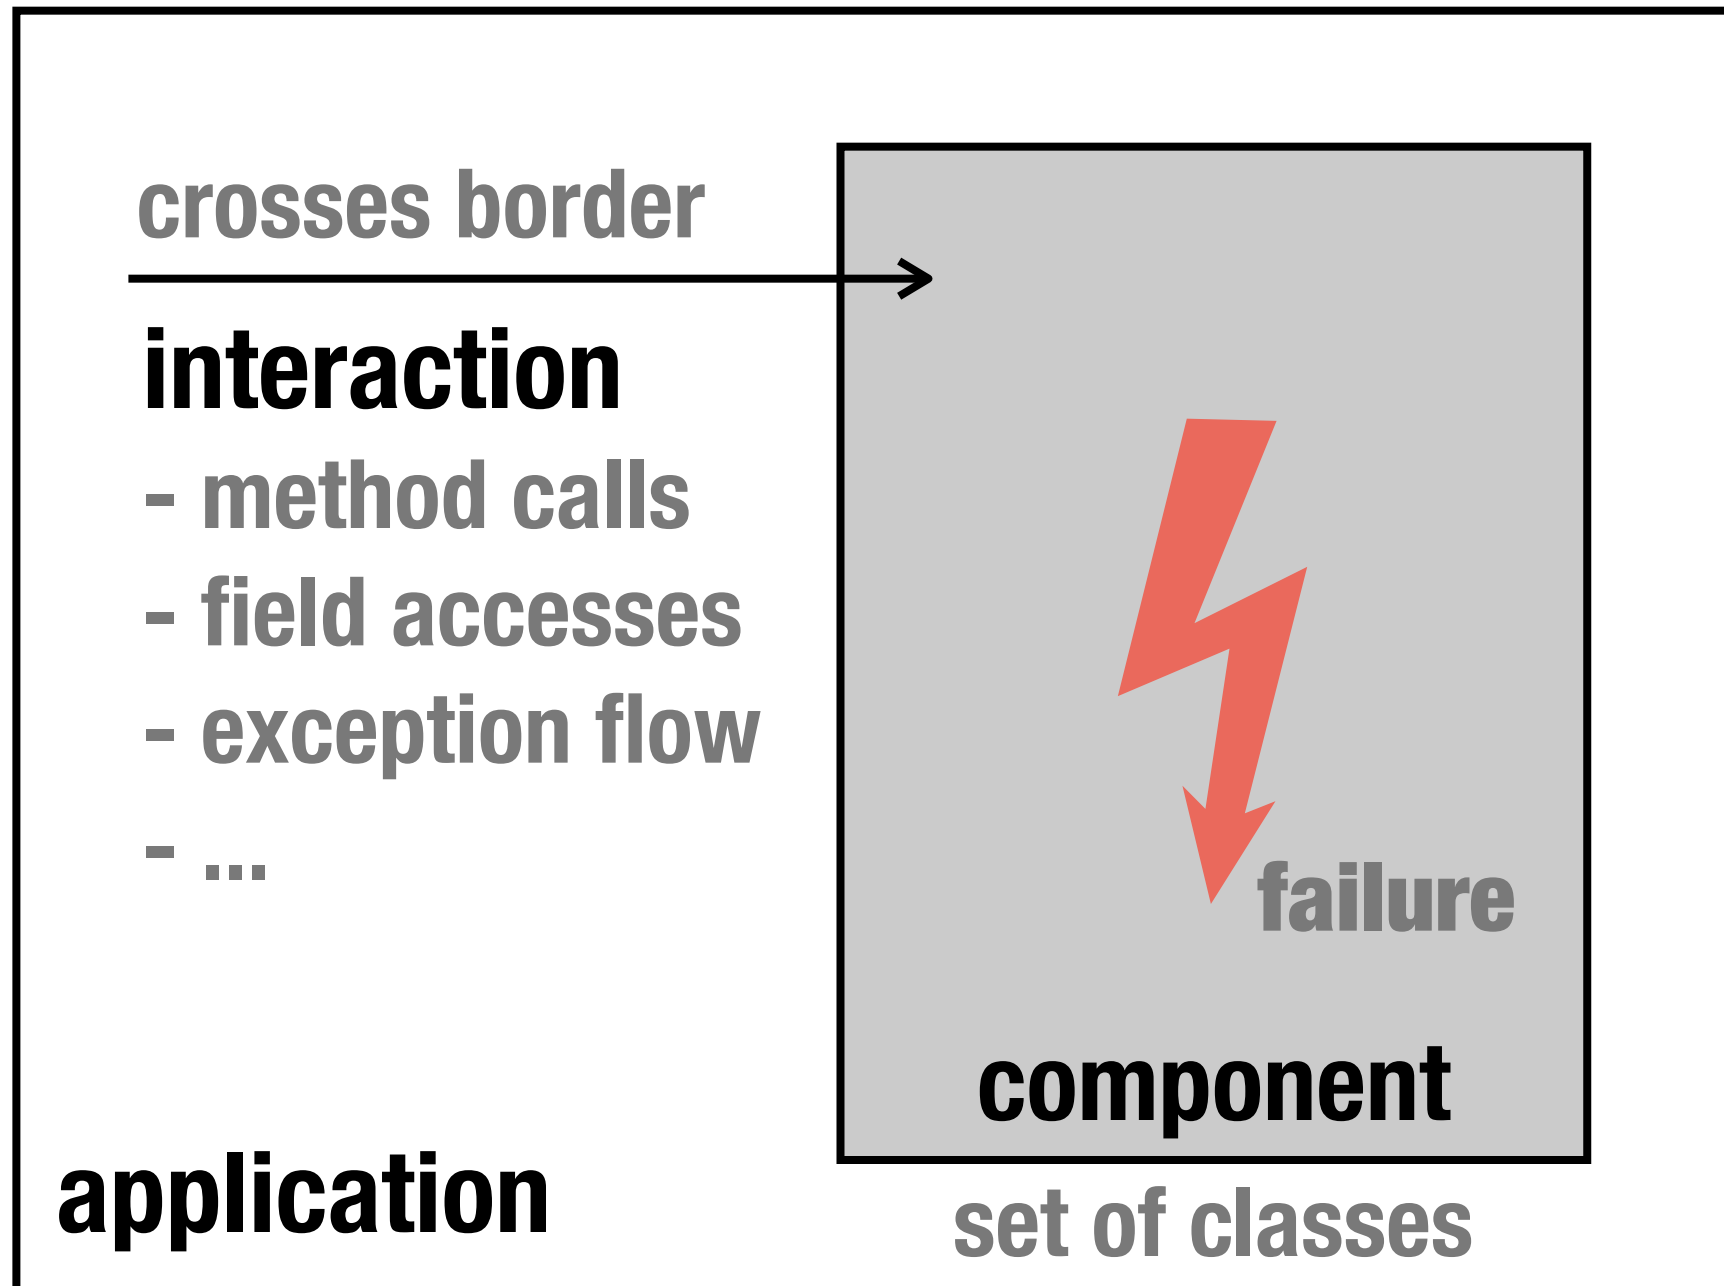 crosses border
interaction
- method calls
- field accesses
- exception flow
- ...
failure
component
application
set of classes